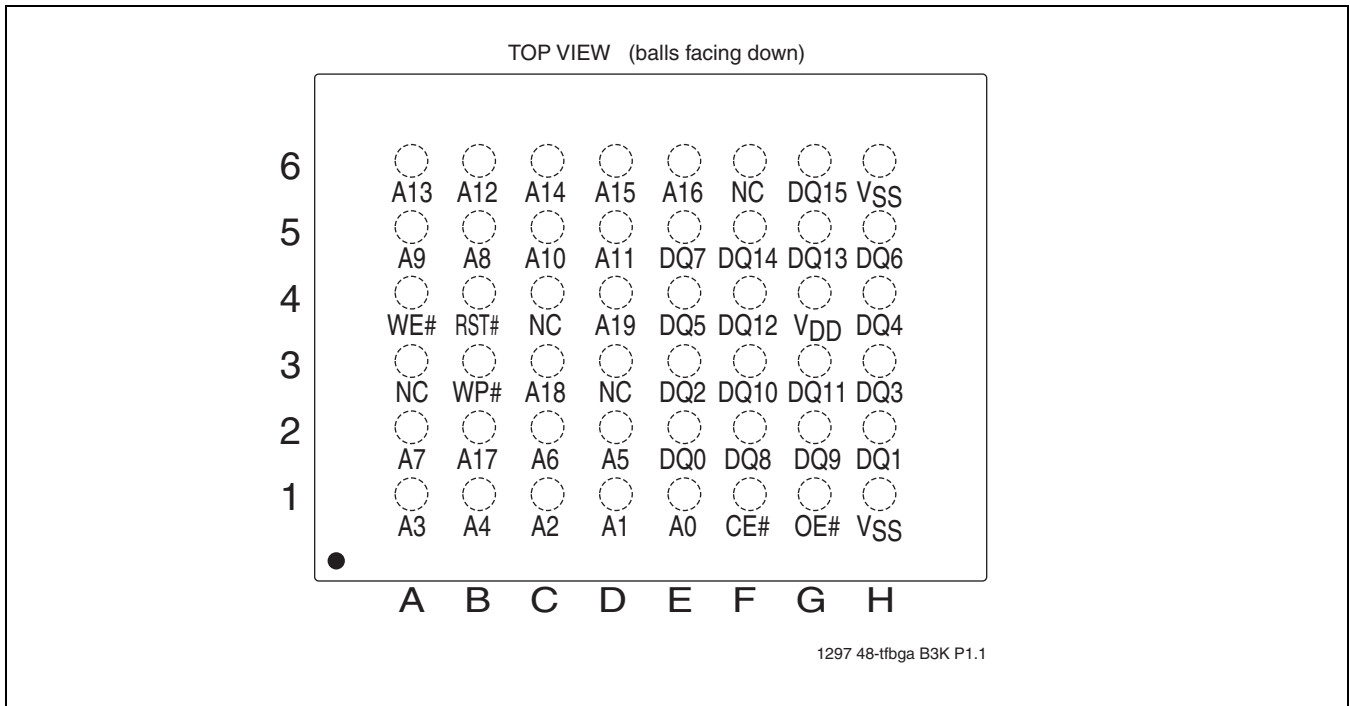 TOP VIEW (balls facing down)
6
A13 A12 A14 A15 A16 NC DQ15 VSS
5
A9 A8 A10 A11 DQ7 DQ14 DQ13 DQ6
4
WE# RST# NC A19 DQ5 DQ12 VDD DQ4
3
NC WP# A18 NC DQ2 DQ10 DQ11 DQ3
2
A7 A17 A6 A5 DQ0 DQ8 DQ9 DQ1
1
A3 A4 A2 A1 A0 CE# OE# VSS
A B C D E F G H
1297 48-tfbga B3K P1.1